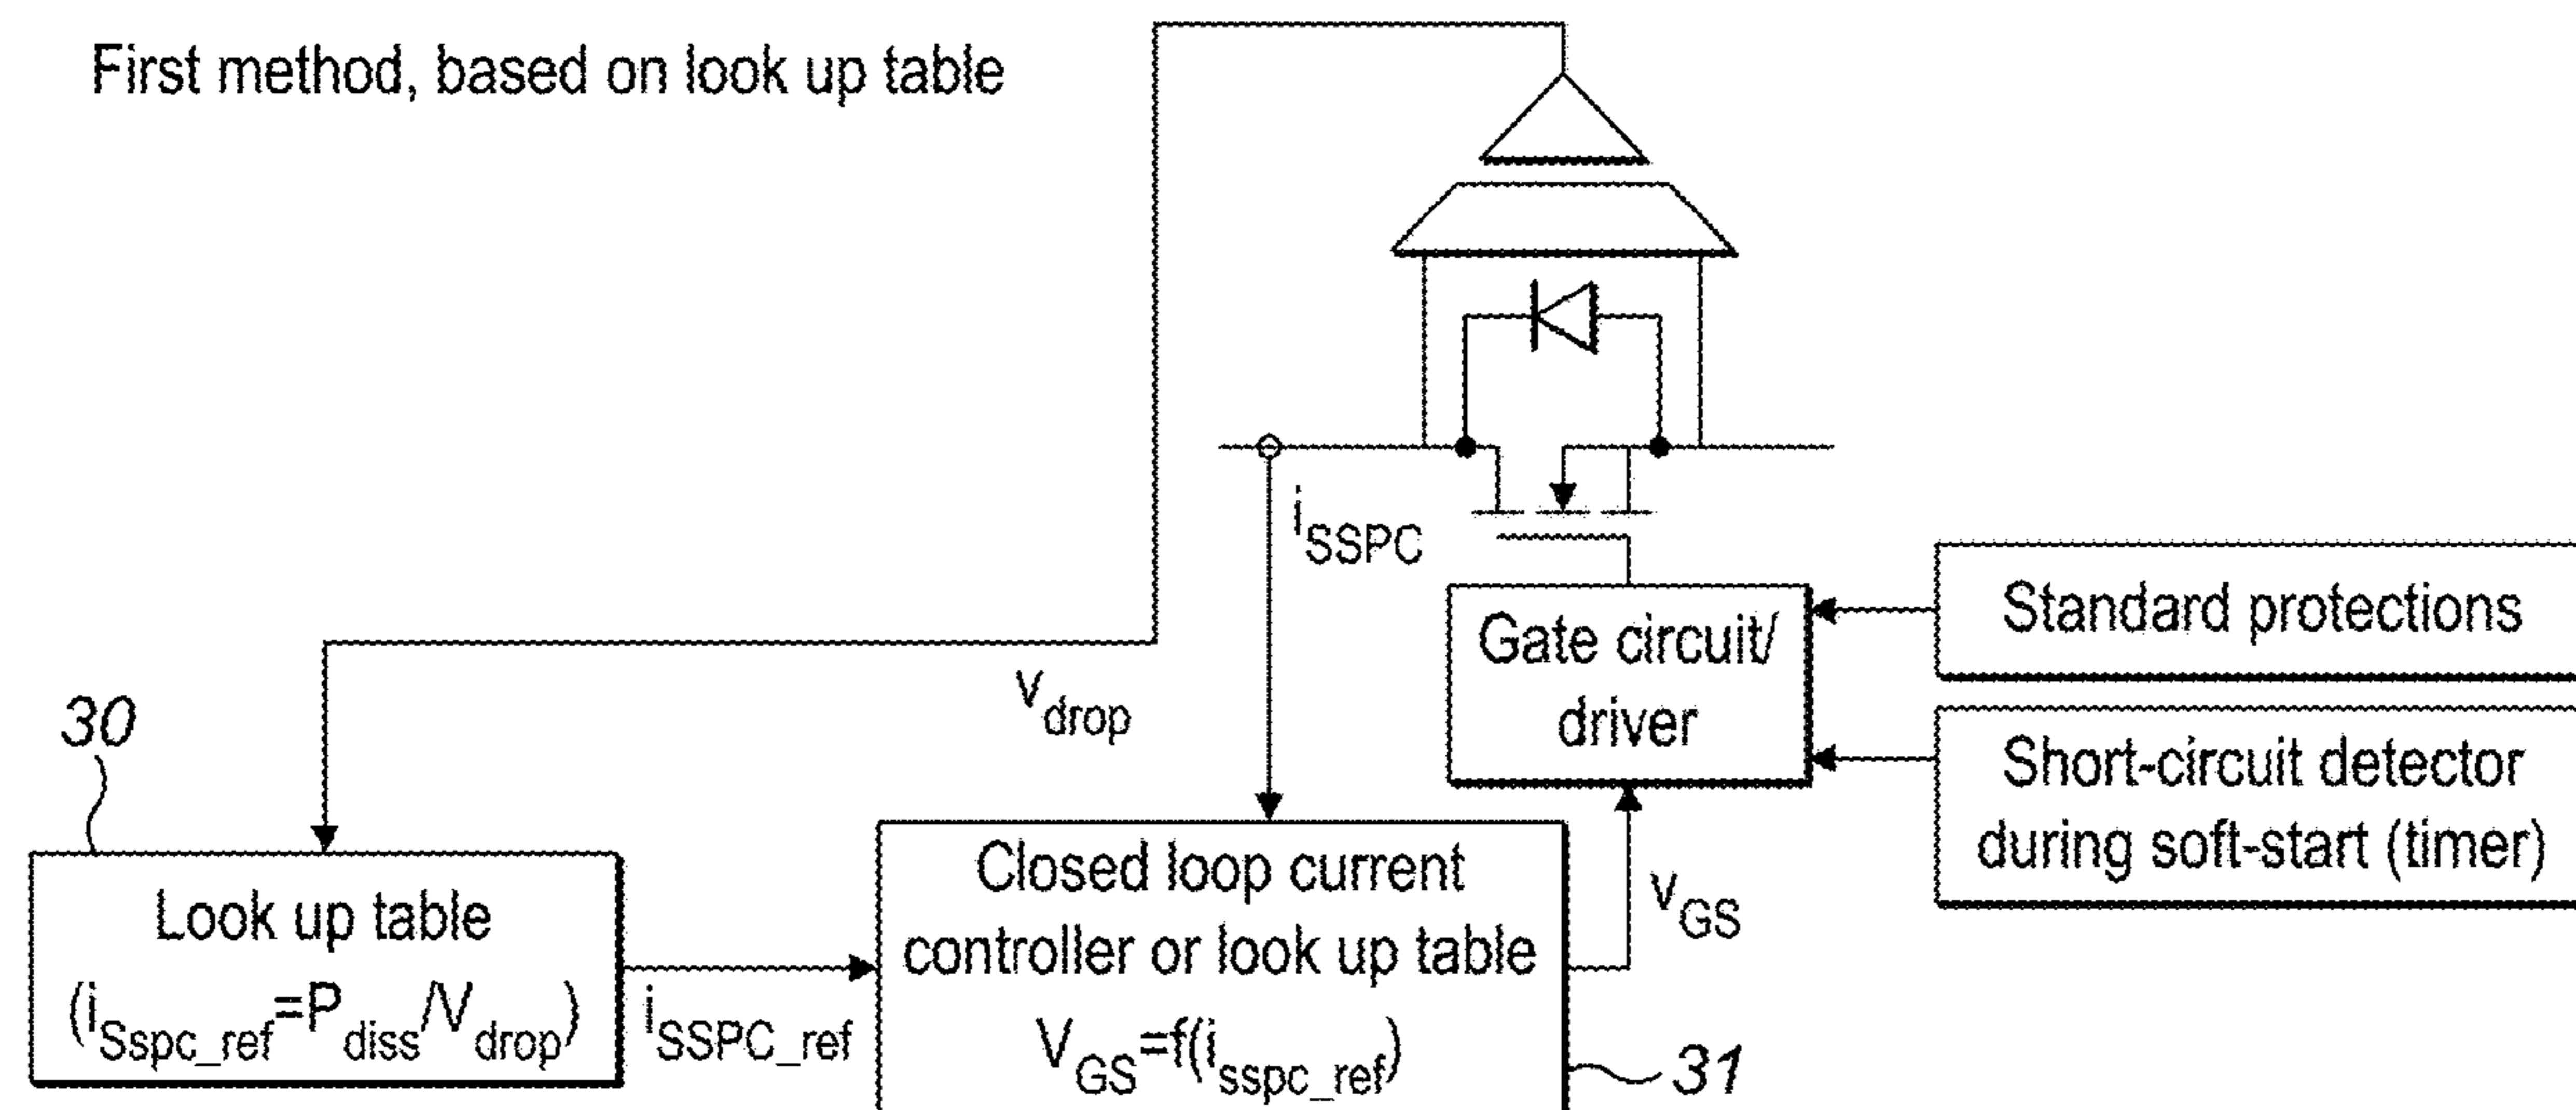 First method, based on look up table
i_SSPC
Standard protections
Gate circuit/
driver
v_drop
30
Short-circuit detector
during soft-start (timer)
Look up table
(i_Sspc_ref=P_diss/V_drop)
i_SSPC_ref
Closed loop current
controller or look up table
V_GS=f(i_sspc_ref)
v_GS
31